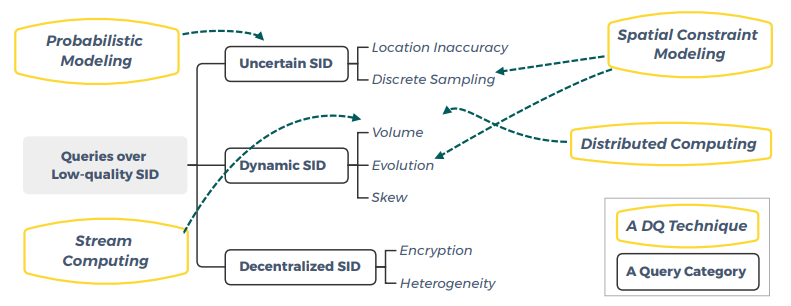 Probabilistic
Modeling
Uncertain SID
Location Inaccuracy
Discrete Sampling
Spatial Constraint
Modeling
Queries over
Low-quality SID
Dynamic SID
Volume
Evolution
Skew
Distributed Computing
Stream
Computing
Decentralized SID
Encryption
Heterogeneity
A DQ Technique
A Query Category